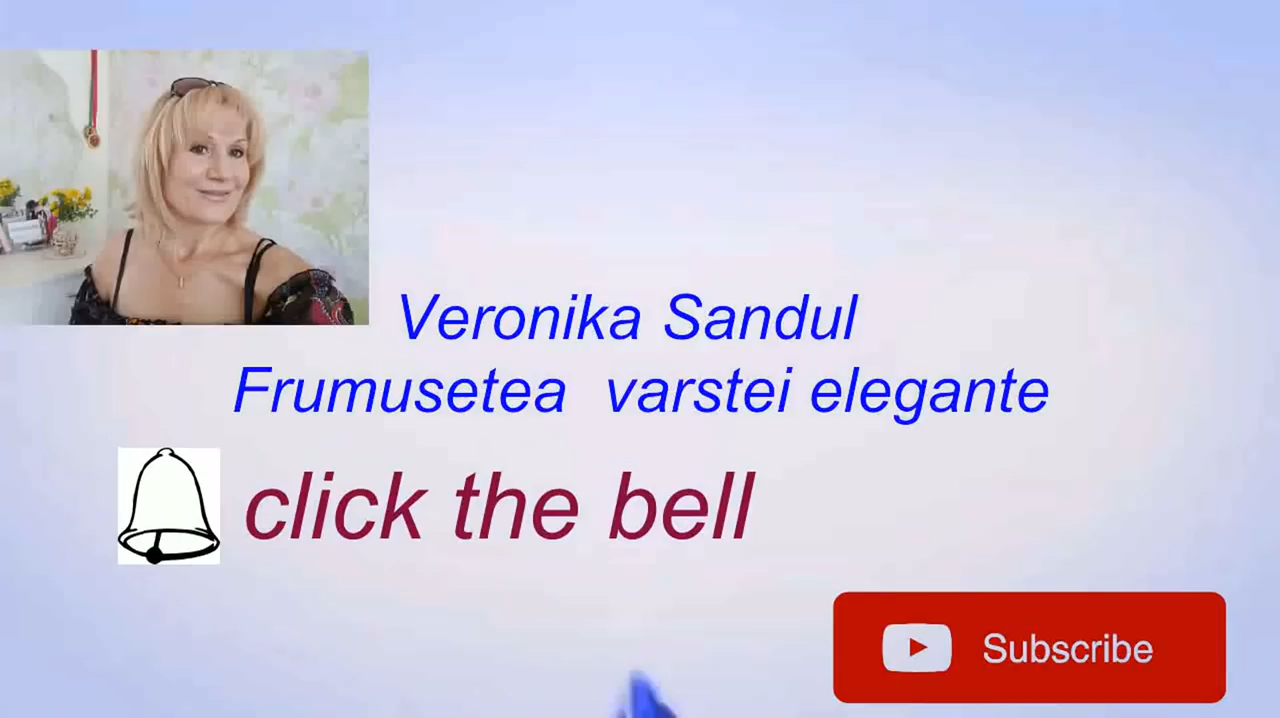 Veronika Sandul
Frumusetea varstei elegante
click the bell
Subscribe